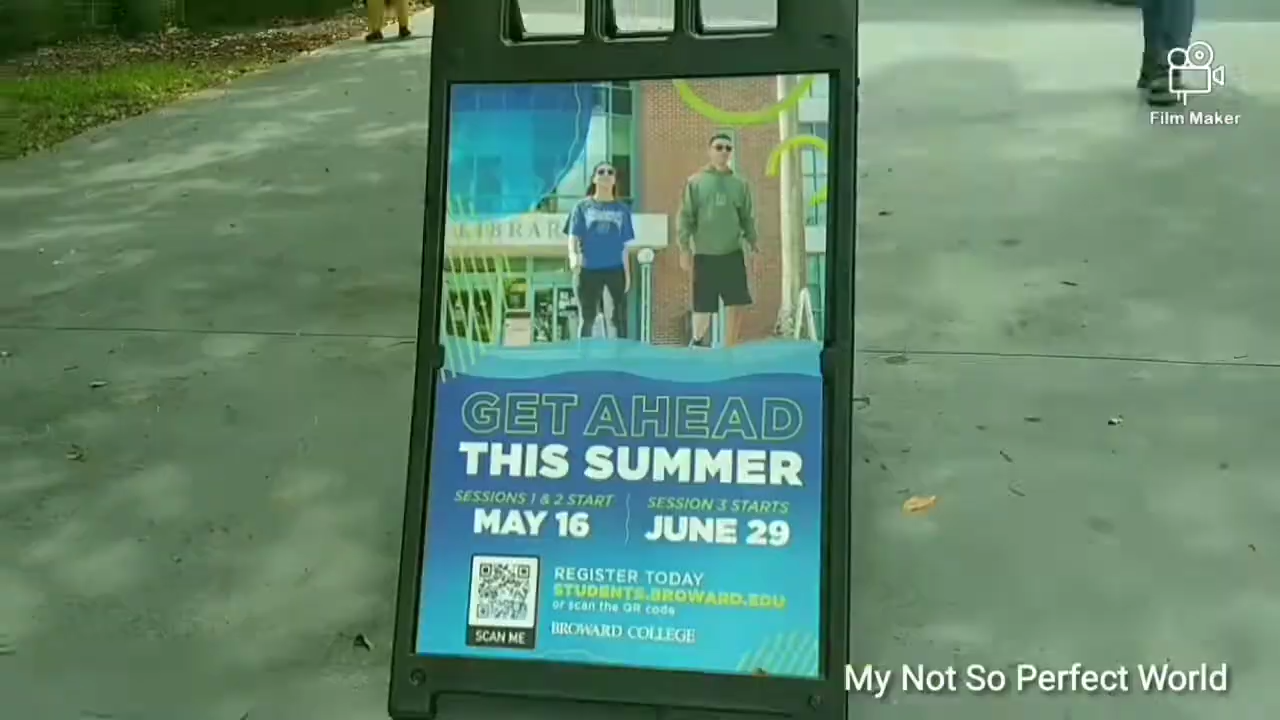 Film Maker
LIBRAR
GET AHEAD
THIS SUMMER
SESSIONS 1 & 2 START
MAY 16
SESSION 3 STARTS
JUNE 29
REGISTER TODAY
STUDENTS.BROWARD.EDU
or scan the QR code
BROWARD COLLEGE
SCAN ME
My Not So Perfect World